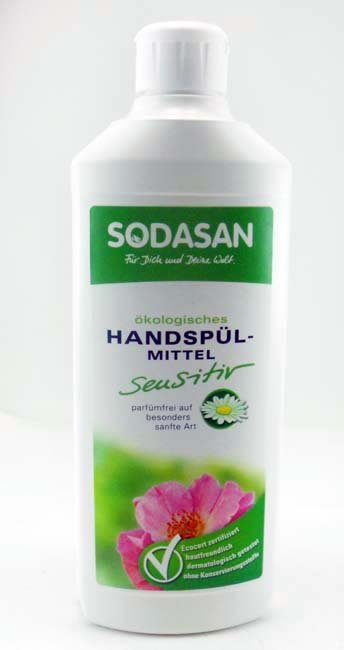 SODASAN
Für Dich und Deine Welt.
ökologisches
HANDSPÜL-
MITTEL
sensitiv
parfümfrei auf
besonders
sanfte Art
Ecocert zertifiziert
hautfreundlich
dermatologisch getestet
ohne Konservierungsstoffe